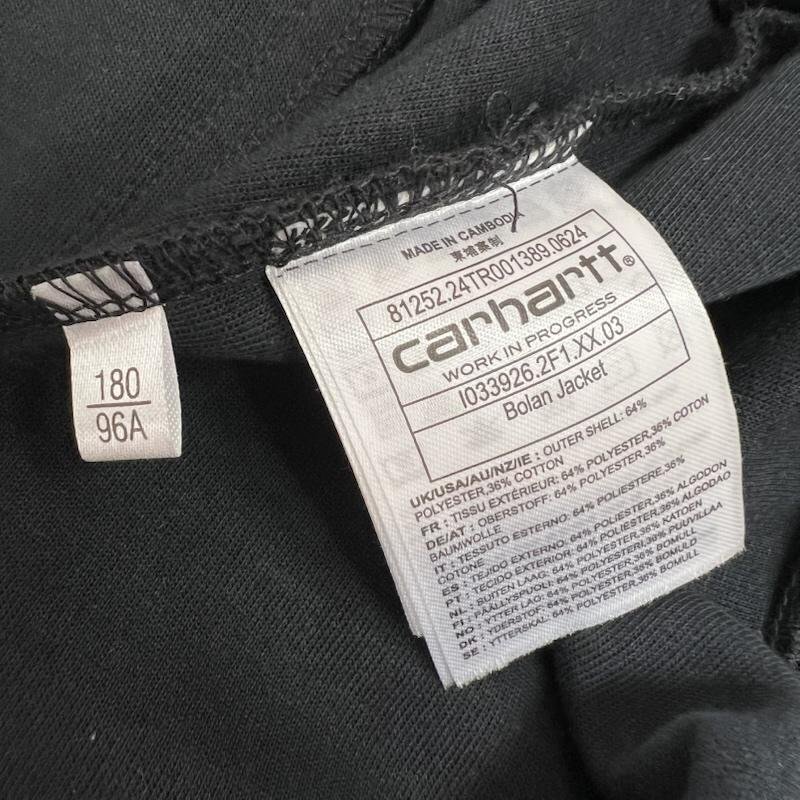 180
96A
MADE IN CAMBODIA
柬埔寨制
81252.24TR001389.0624
carhartt®
WORK IN PROGRESS
I033926.2F1.XX.03
Bolan Jacket
UK/USA/AU/NZ/IE : OUTER SHELL: 64%
POLYESTER,36% COTTON
FR : TISSU EXTÉRIEUR: 64% POLYESTER,36% COTON
DE/AT : OBERSTOFF: 64% POLYESTER,36%
BAUMWOLLE
IT : TESSUTO ESTERNO: 64% POLIESTERE,36%
COTONE
ES : TEJIDO EXTERNO: 64% POLIÉSTER,36% ALGODON
PT : TECIDO EXTERIOR: 64% POLIÉSTER,36% ALGODAO
NL : SUITEN LAAG: 64% POLYESTER,36% KATOEN
FI : PÄÄLLYSPUOLI: 64% POLYESTERI,36% PUUVILLAA
NO : YTTER LAG: 64% POLYESTER,36% BOMULL
DK : YDERSTOF: 64% POLYESTER,36% BOMULD
SE : YTTERSKAL: 64% POLYESTER,36% BOMULL